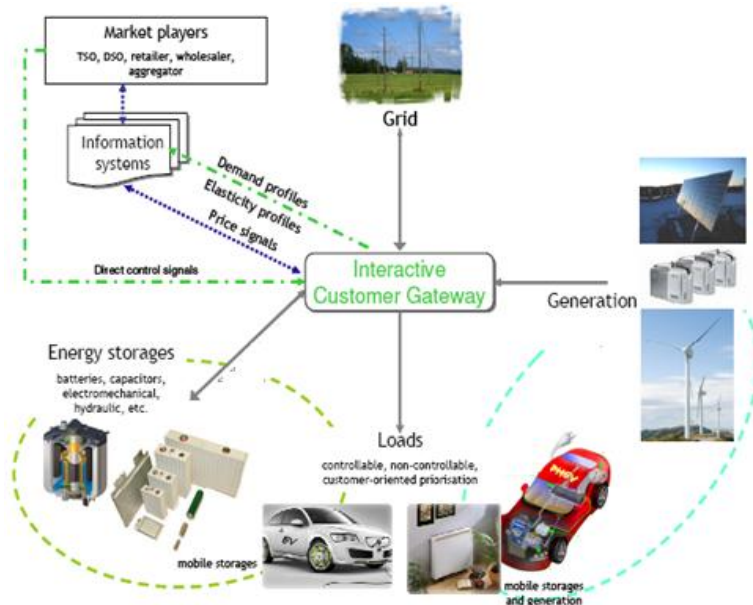 Market players
TSO, DSO, retailer, wholesaler,
aggregator
Grid
Information
systems
Demand profiles
Elasticity profiles
Price signals
Direct control signals
Interactive
Customer Gateway
Generation
Energy storages
batteries, capacitors,
electromechanical,
hydraulic, etc.
Loads
controllable, non-controllable,
customer-oriented priorisation
PHEV
EV
mobile storages
mobile storages
and generation